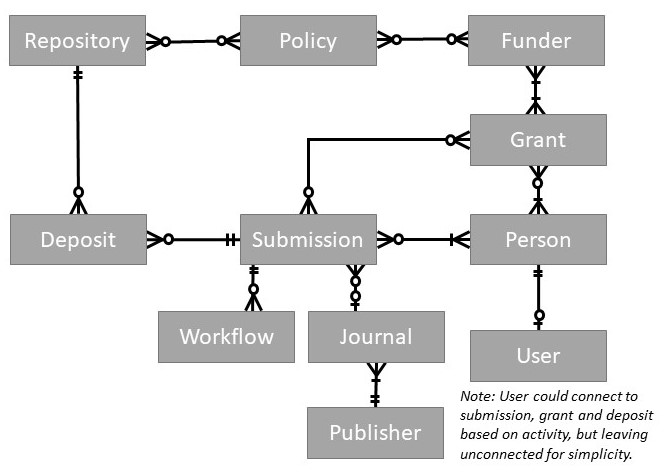 Repository
Policy
Funder
Grant
Deposit
Submission
Person
Workflow
Journal
User
Publisher
Note: User could connect to
submission, grant and deposit
based on activity, but leaving
unconnected for simplicity.